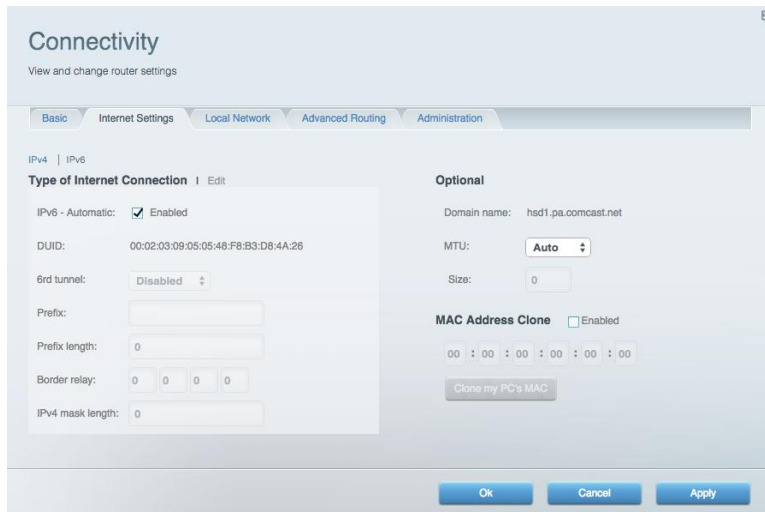 Connectivity
View and change router settings
Basic Internet Settings Local Network Advanced Routing Administration
IPv4 | IPv6
Type of Internet Connection | Edit
IPv6 - Automatic: Enabled
DUID: 00:02:03:09:05:05:48:F8:B3:D8:4A:26
6rd tunnel: Disabled
Prefix:
Prefix length: 0
Border relay: 0 0 0 0
IPv4 mask length: 0
Optional
Domain name: hsd1.pa.comcast.net
MTU: Auto
Size: 0
MAC Address Clone Enabled
00 : 00 : 00 : 00 : 00 : 00
Clone my PC's MAC
Ok Cancel Apply